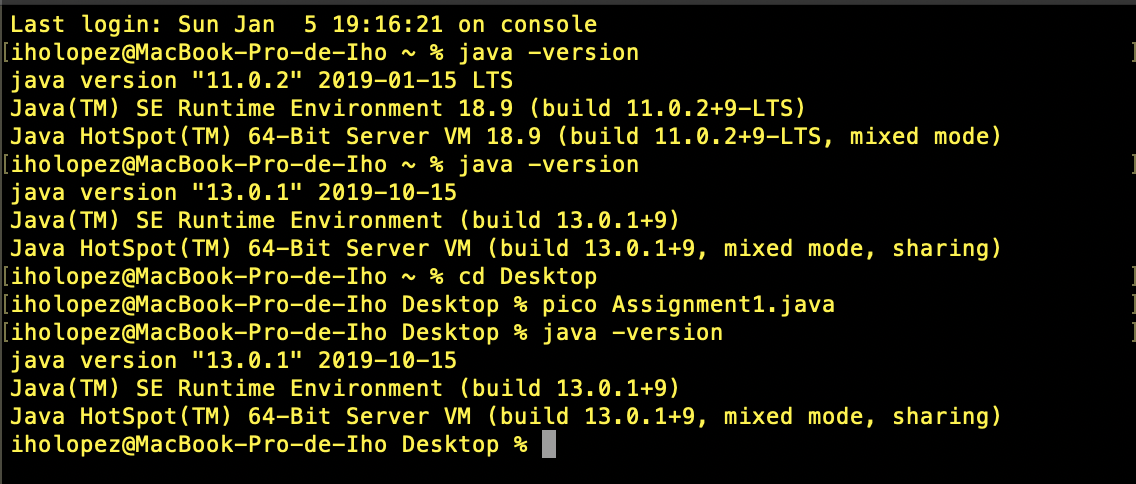 Last login: Sun Jan  5 19:16:21 on console
[iholopez@MacBook-Pro-de-Iho ~ % java -version ]
java version "11.0.2" 2019-01-15 LTS
Java(TM) SE Runtime Environment 18.9 (build 11.0.2+9-LTS)
Java HotSpot(TM) 64-Bit Server VM 18.9 (build 11.0.2+9-LTS, mixed mode)
[iholopez@MacBook-Pro-de-Iho ~ % java -version ]
java version "13.0.1" 2019-10-15
Java(TM) SE Runtime Environment (build 13.0.1+9)
Java HotSpot(TM) 64-Bit Server VM (build 13.0.1+9, mixed mode, sharing)
[iholopez@MacBook-Pro-de-Iho ~ % cd Desktop ]
[iholopez@MacBook-Pro-de-Iho Desktop % pico Assignment1.java ]
[iholopez@MacBook-Pro-de-Iho Desktop % java -version ]
java version "13.0.1" 2019-10-15
Java(TM) SE Runtime Environment (build 13.0.1+9)
Java HotSpot(TM) 64-Bit Server VM (build 13.0.1+9, mixed mode, sharing)
iholopez@MacBook-Pro-de-Iho Desktop %